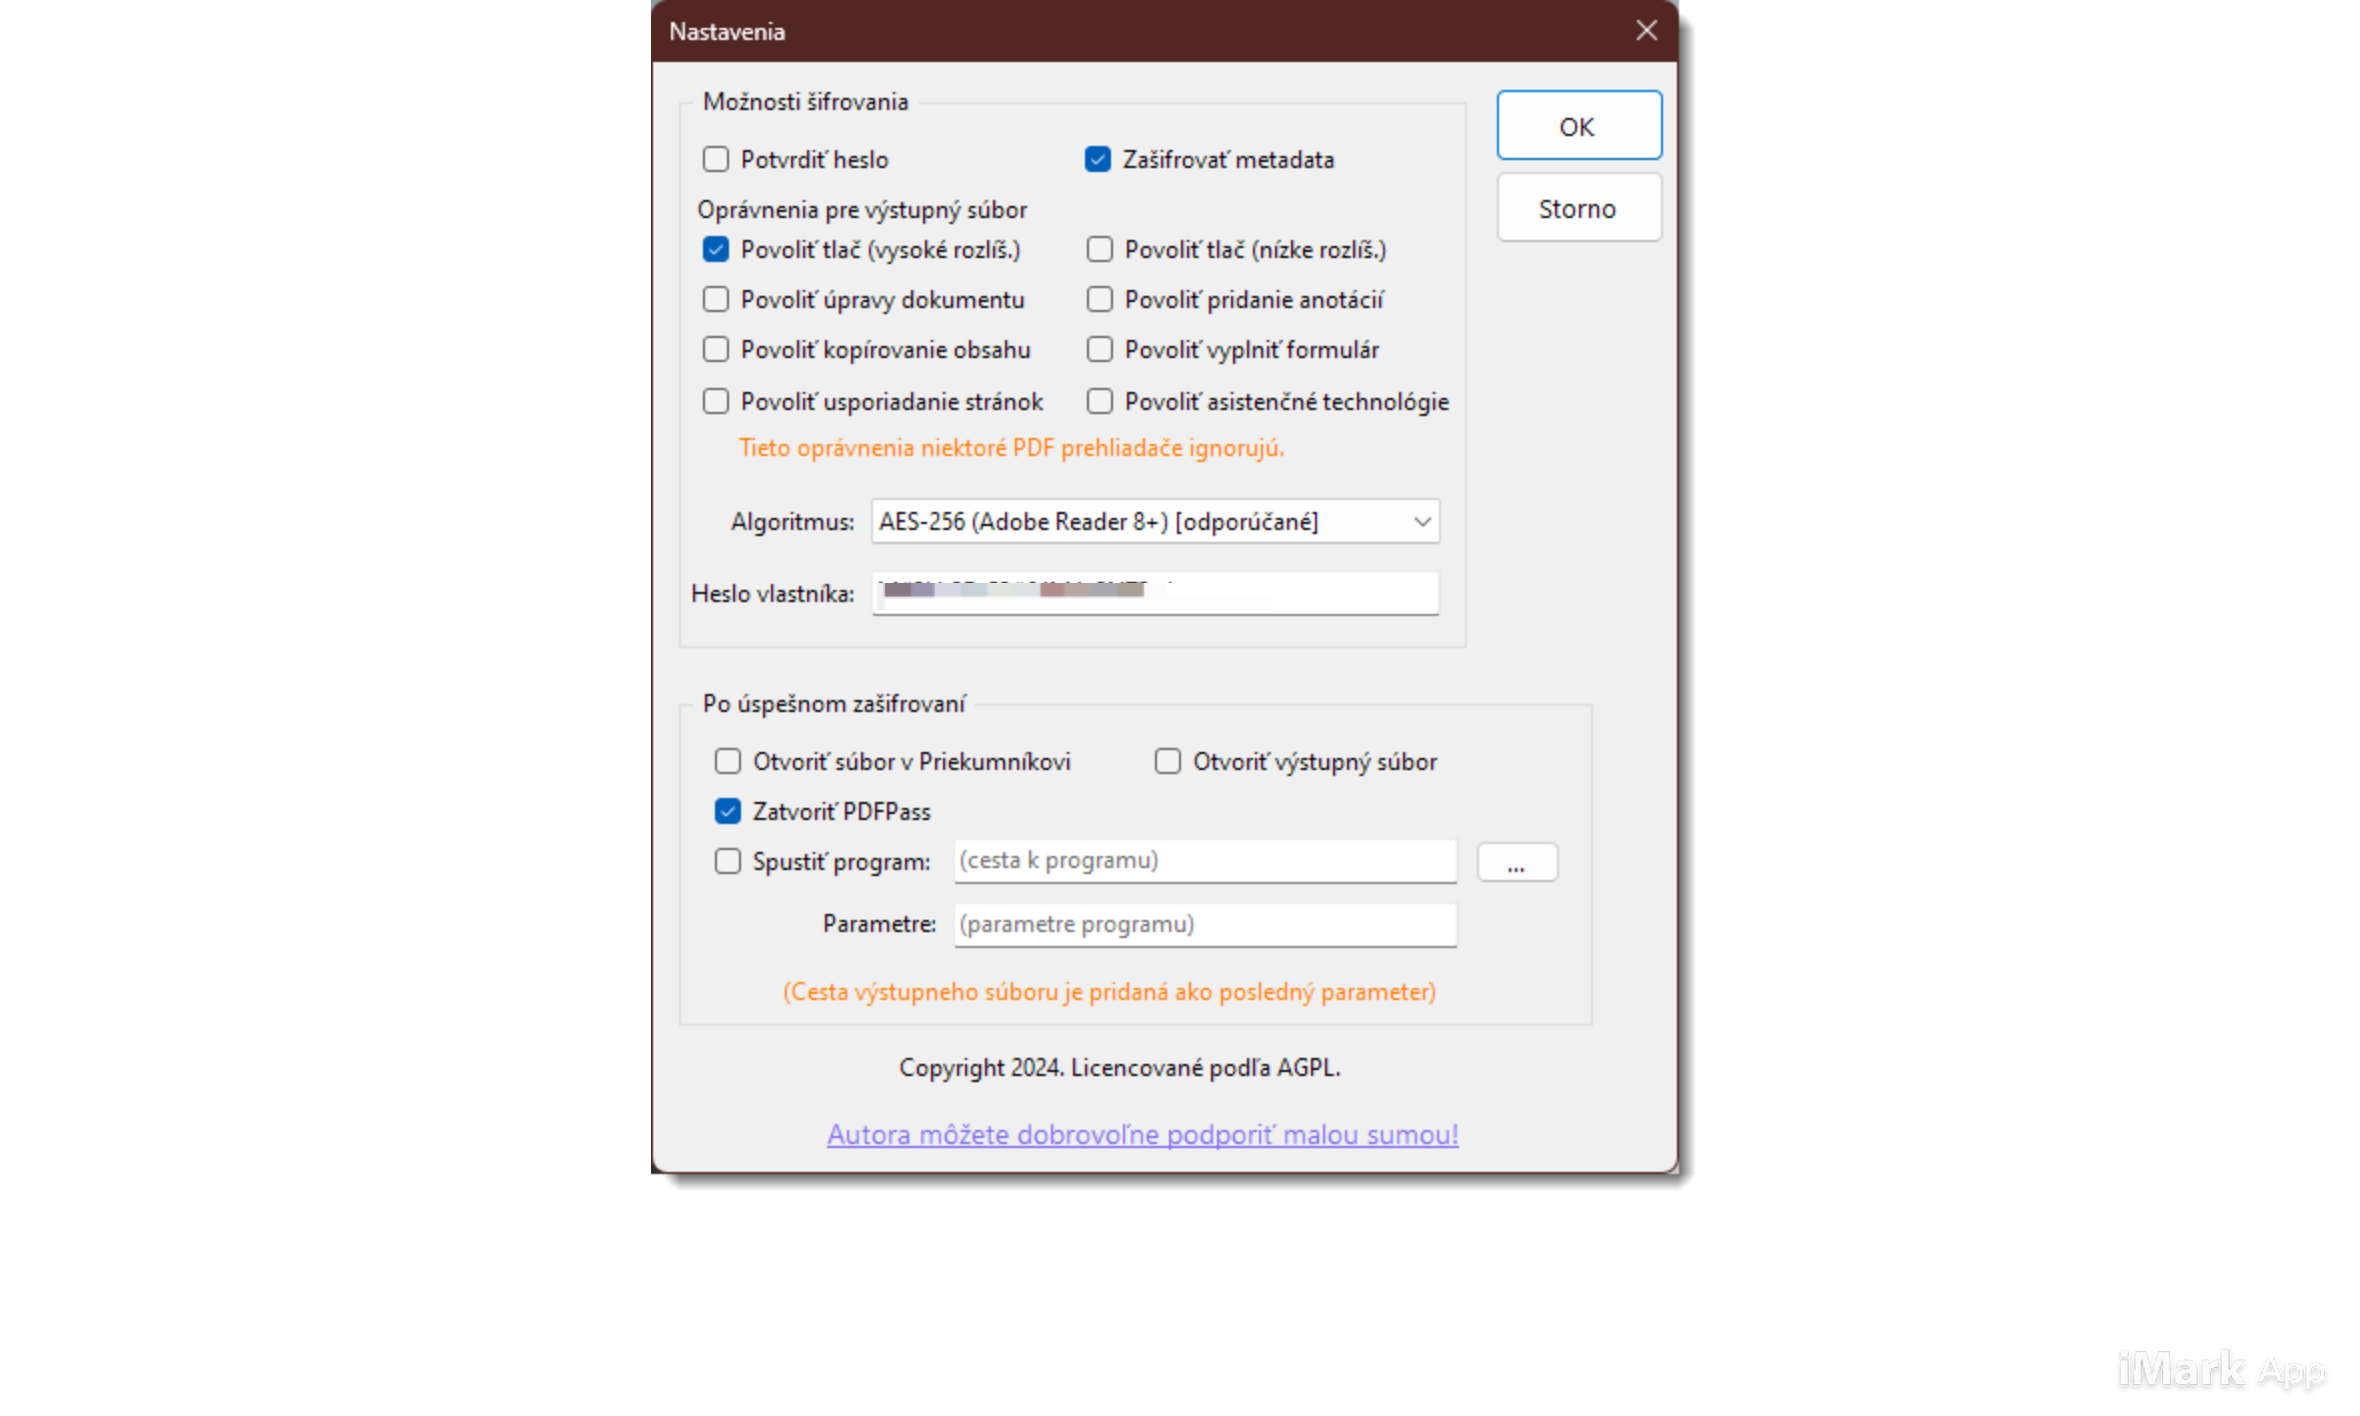 Nastavenia
Možnosti šifrovania
OK
Potvrdiť heslo
Zašifrovať metadata
Storno
Oprávnenia pre výstupný súbor
Povoliť tlač (vysoké rozlíš.)
Povoliť tlač (nízke rozlíš.)
Povoliť úpravy dokumentu
Povoliť pridanie anotácií
Povoliť kopírovanie obsahu
Povoliť vyplniť formulár
Povoliť usporiadanie stránok
Povoliť asistenčné technológie
Tieto oprávnenia niektoré PDF prehliadače ignorujú.
Algoritmus: AES-256 (Adobe Reader 8+) [odporúčané]
Heslo vlastníka:
Po úspešnom zašifrovaní
Otvoriť súbor v Priekumníkovi
Otvoriť výstupný súbor
Zatvoriť PDFPass
Spustiť program: (cesta k programu) ...
Parametre: (parametre programu)
(Cesta výstupneho súboru je pridaná ako posledný parameter)
Copyright 2024. Licencované podľa AGPL.
Autora môžete dobrovoľne podporiť malou sumou!
iMark App